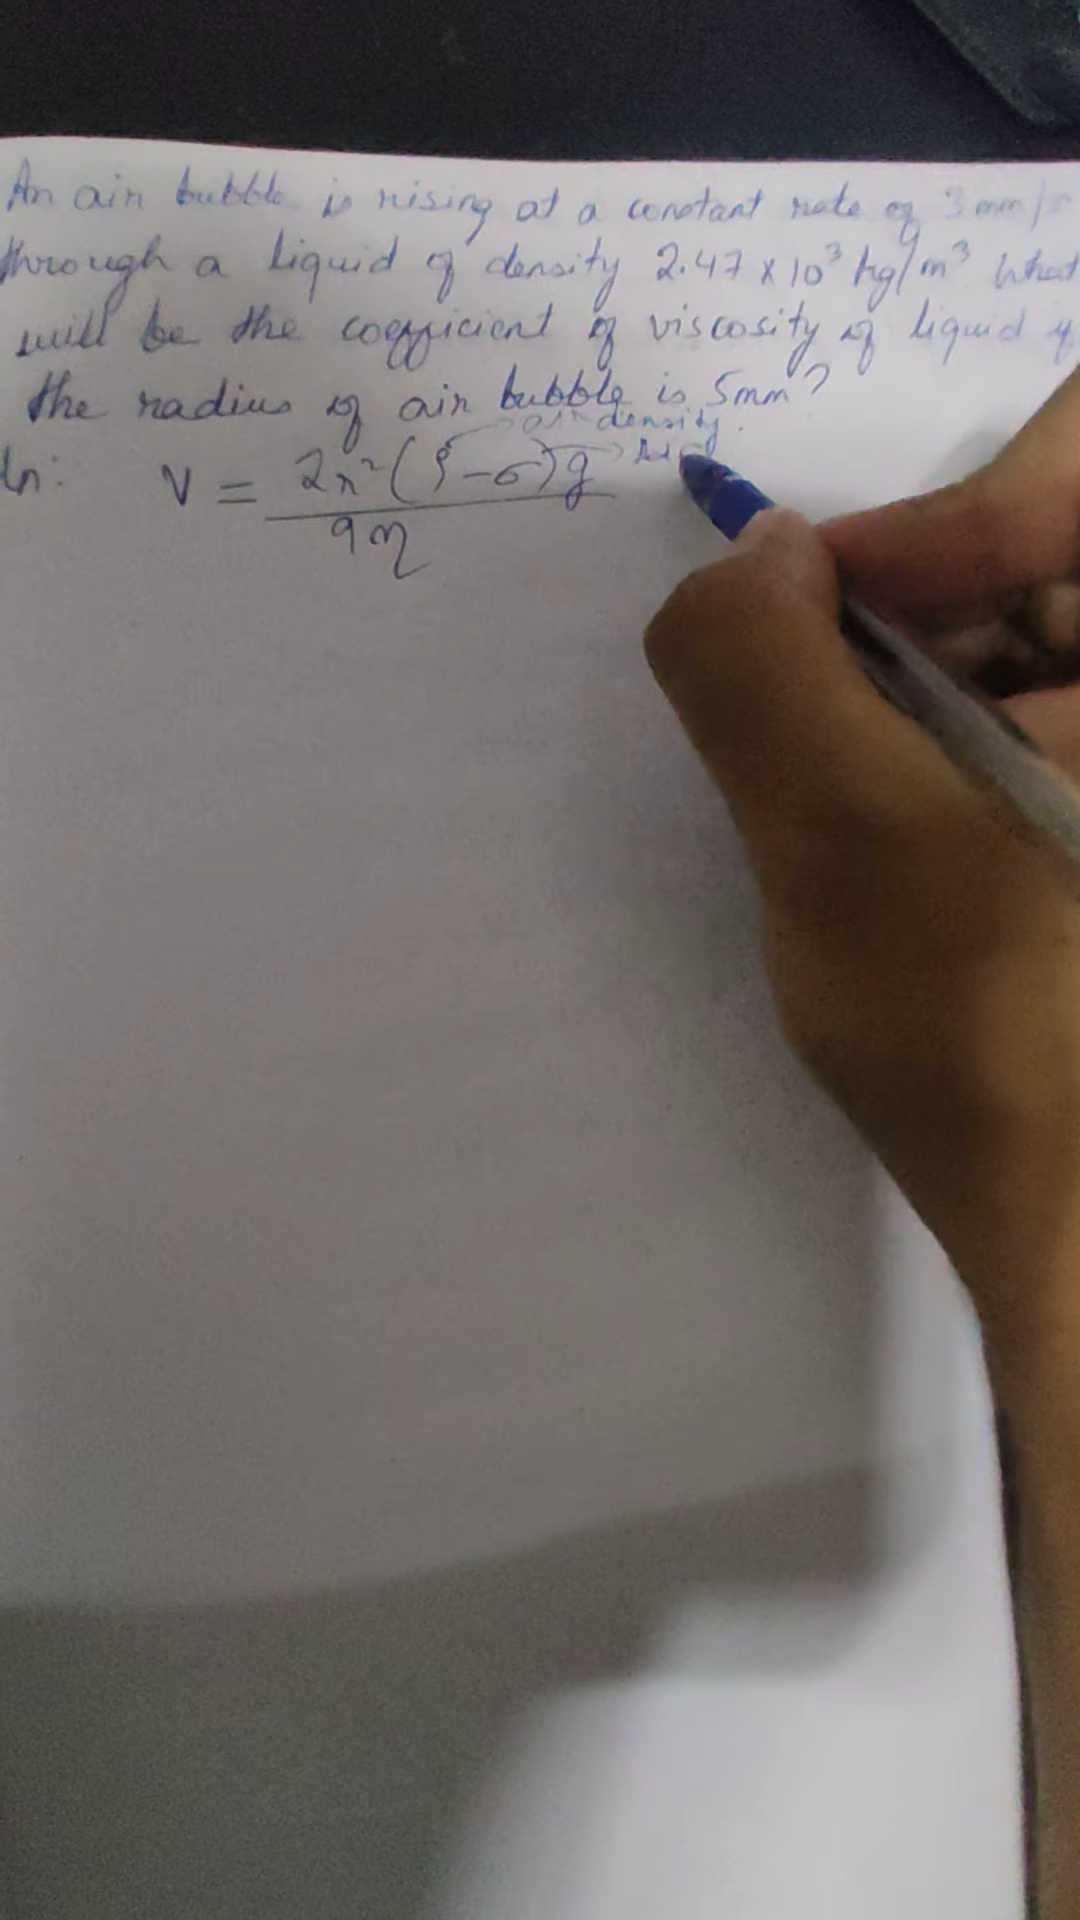 An air bubble is rising at a constant rate of 3 mm/s
through a liquid of density 2.47 x 10³ kg/m³ What
will be the coefficient of viscosity of liquid if
the radius of air bubble is 5mm?
air density.
ln: V = 2r²(ρ-σ)g
9η